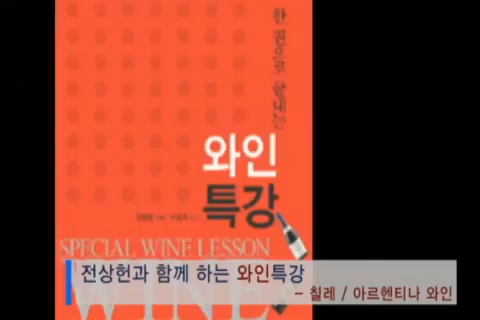 한 권으로 끝내는
와인
특강
SPECIAL WINE LESSON
WINE
전상헌과 함께 하는 와인특강
- 칠레 / 아르헨티나 와인